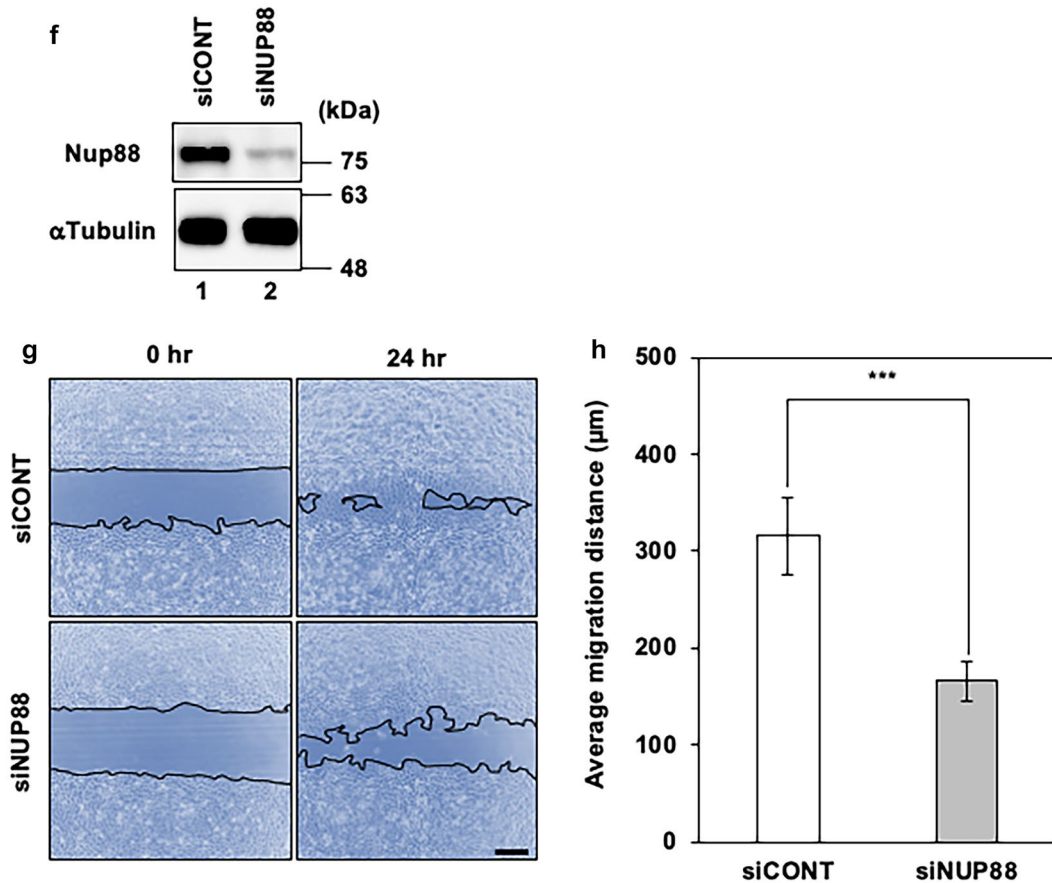 f
siCONT
siNUP88
(kDa)
Nup88
75
63
αTubulin
48
1 2
g
0 hr
24 hr
siCONT
siNUP88
h
Average migration distance (μm)
500
400
300
200
100
0
***
siCONT
siNUP88